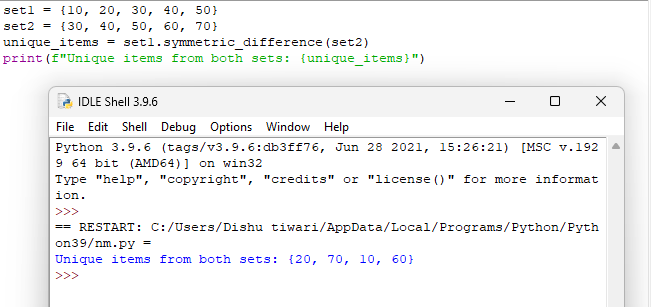 set1 = {10, 20, 30, 40, 50}
set2 = {30, 40, 50, 60, 70}
unique_items = set1.symmetric_difference(set2)
print(f"Unique items from both sets: {unique_items}")
IDLE Shell 3.9.6
File Edit Shell Debug Options Window Help
Python 3.9.6 (tags/v3.9.6:db3ff76, Jun 28 2021, 15:26:21) [MSC v.192
9 64 bit (AMD64)] on win32
Type "help", "copyright", "credits" or "license()" for more informat
ion.
>>>
== RESTART: C:/Users/Dishu tiwari/AppData/Local/Programs/Python/Pyth
on39/nm.py =
Unique items from both sets: {20, 70, 10, 60}
>>>